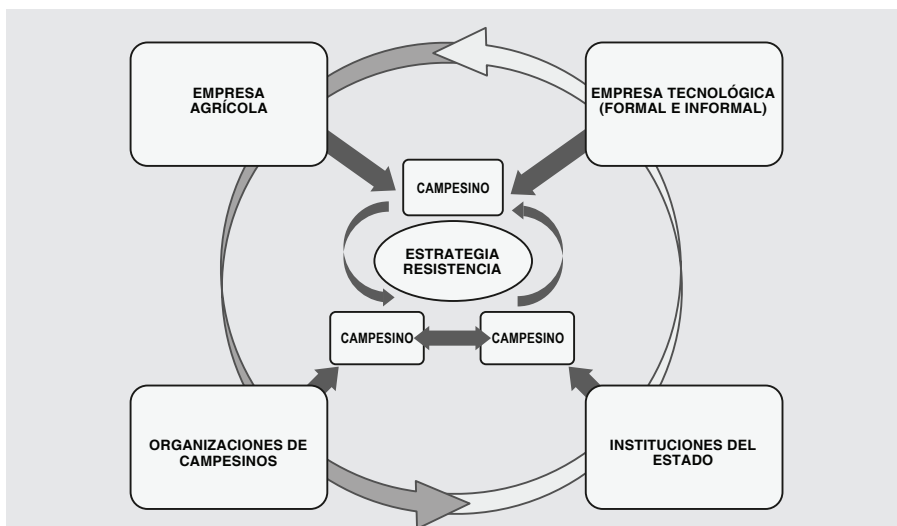 EMPRESA
AGRÍCOLA
EMPRESA TECNOLÓGICA
(FORMAL E INFORMAL)
CAMPESINO
ESTRATEGIA
RESISTENCIA
CAMPESINO
CAMPESINO
ORGANIZACIONES DE
CAMPESINOS
INSTITUCIONES DEL
ESTADO